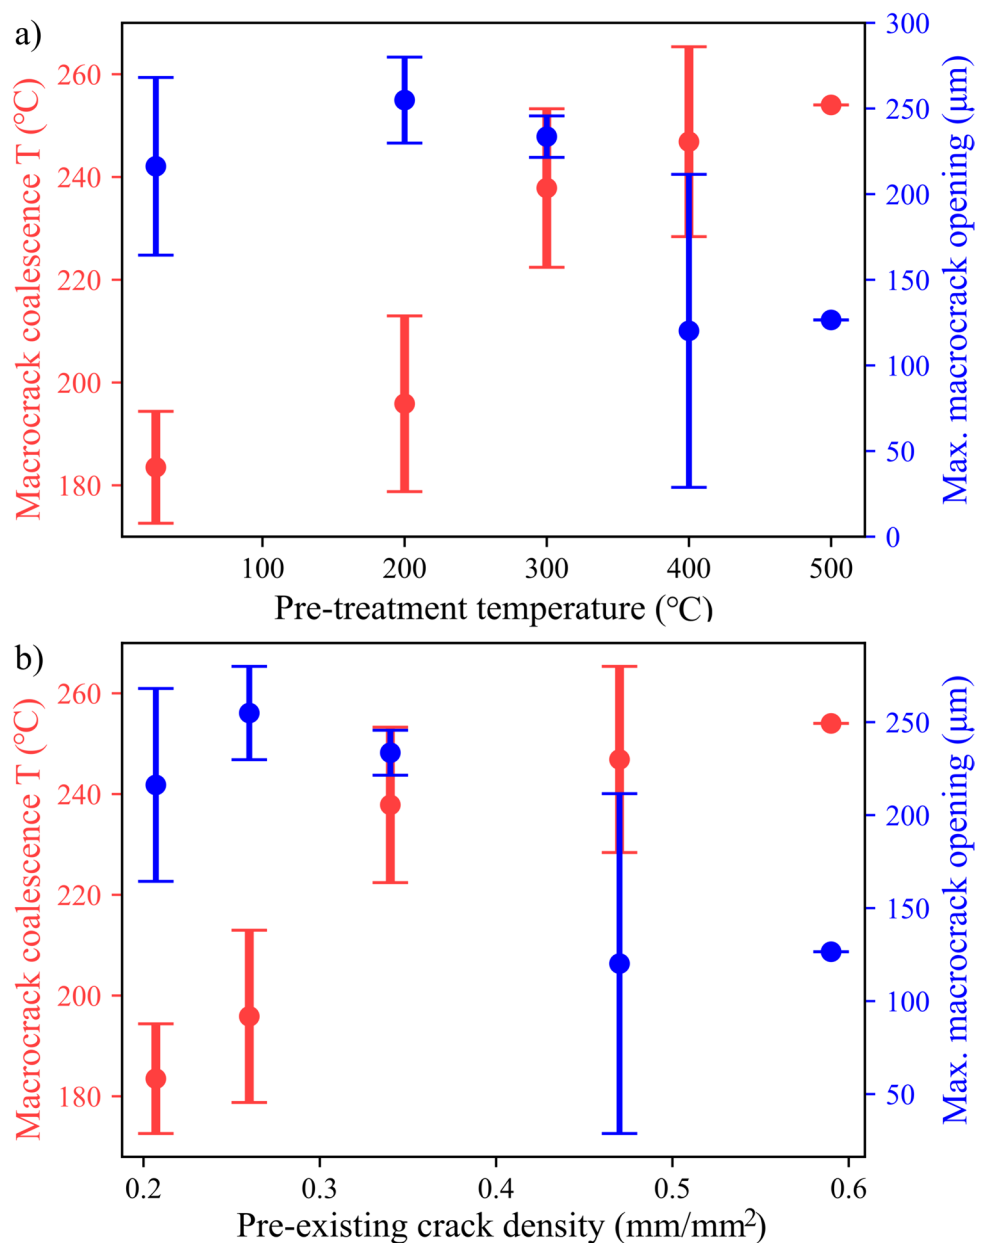 a)
Macrocrack coalescence T (℃)
260
240
220
200
180
300
250
200
150
100
50
0
Max. macrocrack opening (μm)
100 200 300 400 500
Pre-treatment temperature (℃)
b)
Macrocrack coalescence T (℃)
260
240
220
200
180
250
200
150
100
50
Max. macrocrack opening (μm)
0.2 0.3 0.4 0.5 0.6
Pre-existing crack density (mm/mm²)